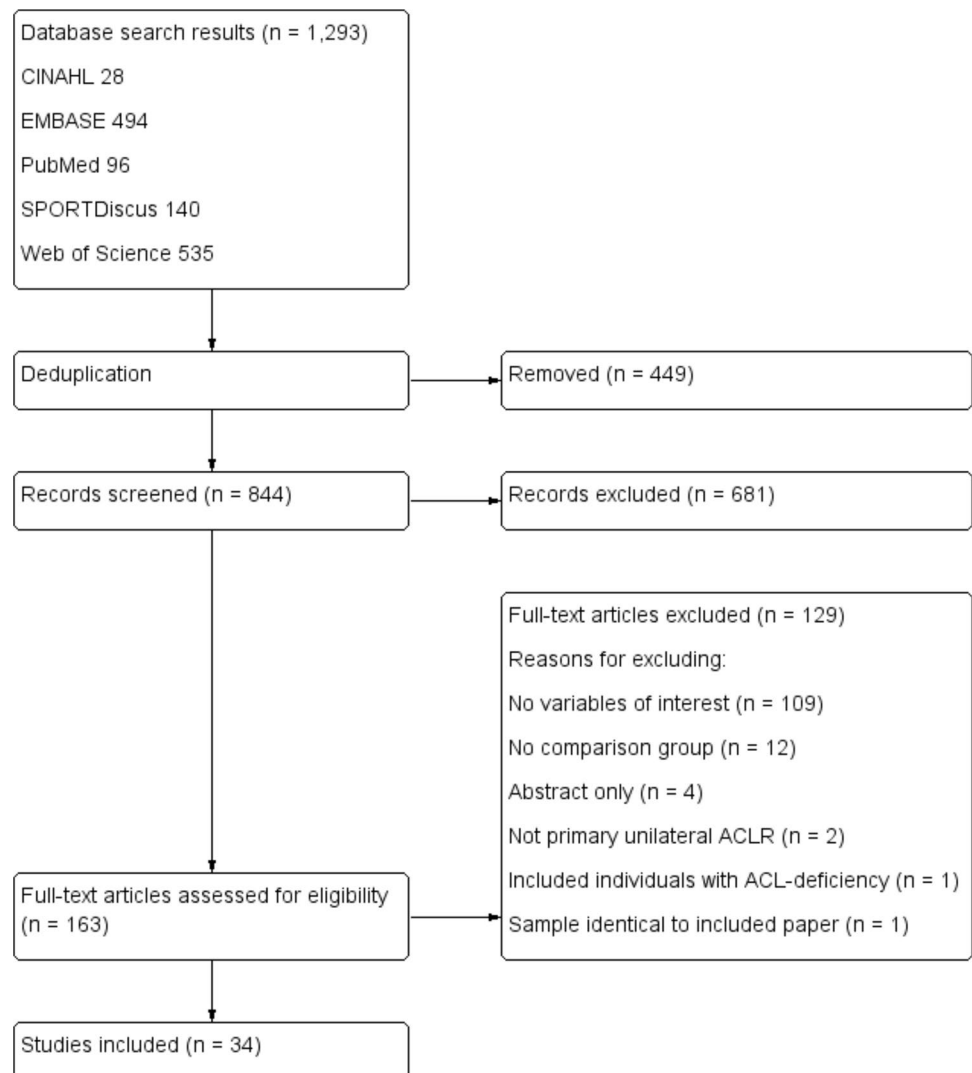 Database search results (n = 1,293)
CINAHL 28
EMBASE 494
PubMed 96
SPORTDiscus 140
Web of Science 535
Deduplication
Removed (n = 449)
Records screened (n = 844)
Records excluded (n = 681)
Full-text articles excluded (n = 129)
Reasons for excluding:
No variables of interest (n = 109)
No comparison group (n = 12)
Abstract only (n = 4)
Not primary unilateral ACLR (n = 2)
Included individuals with ACL-deficiency (n = 1)
Sample identical to included paper (n = 1)
Full-text articles assessed for eligibility
(n = 163)
Studies included (n = 34)